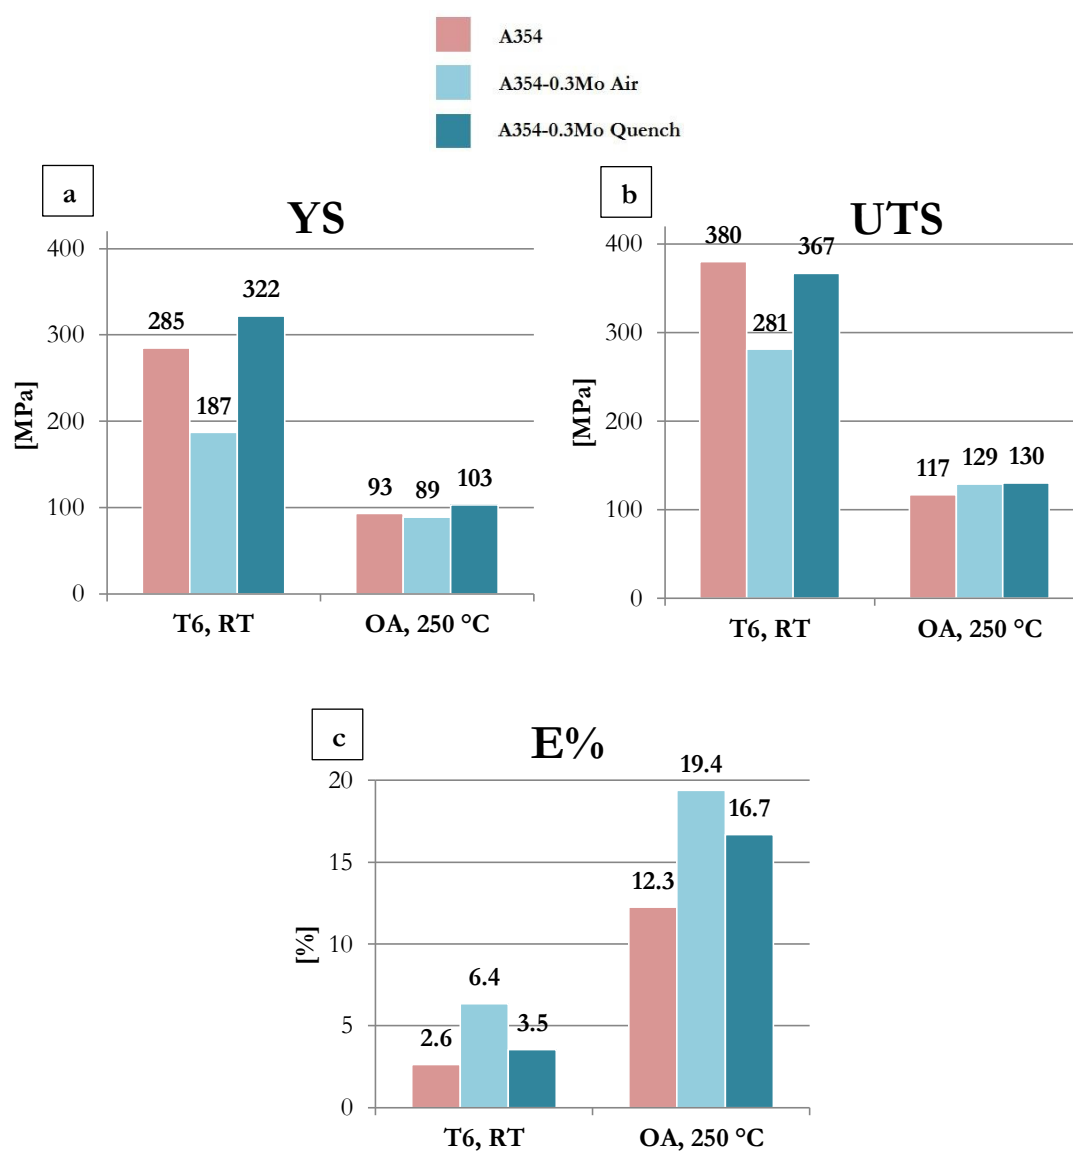 A354
A354-0.3Mo Air
A354-0.3Mo Quench
a
YS
400
300
200
100
0
[MPa]
285
187
322
93
89
103
T6, RT
OA, 250 °C
b
UTS
400
300
200
100
0
[MPa]
380
281
367
117
129
130
T6, RT
OA, 250 °C
c
E%
20
15
10
5
0
[%]
2.6
6.4
3.5
12.3
19.4
16.7
T6, RT
OA, 250 °C